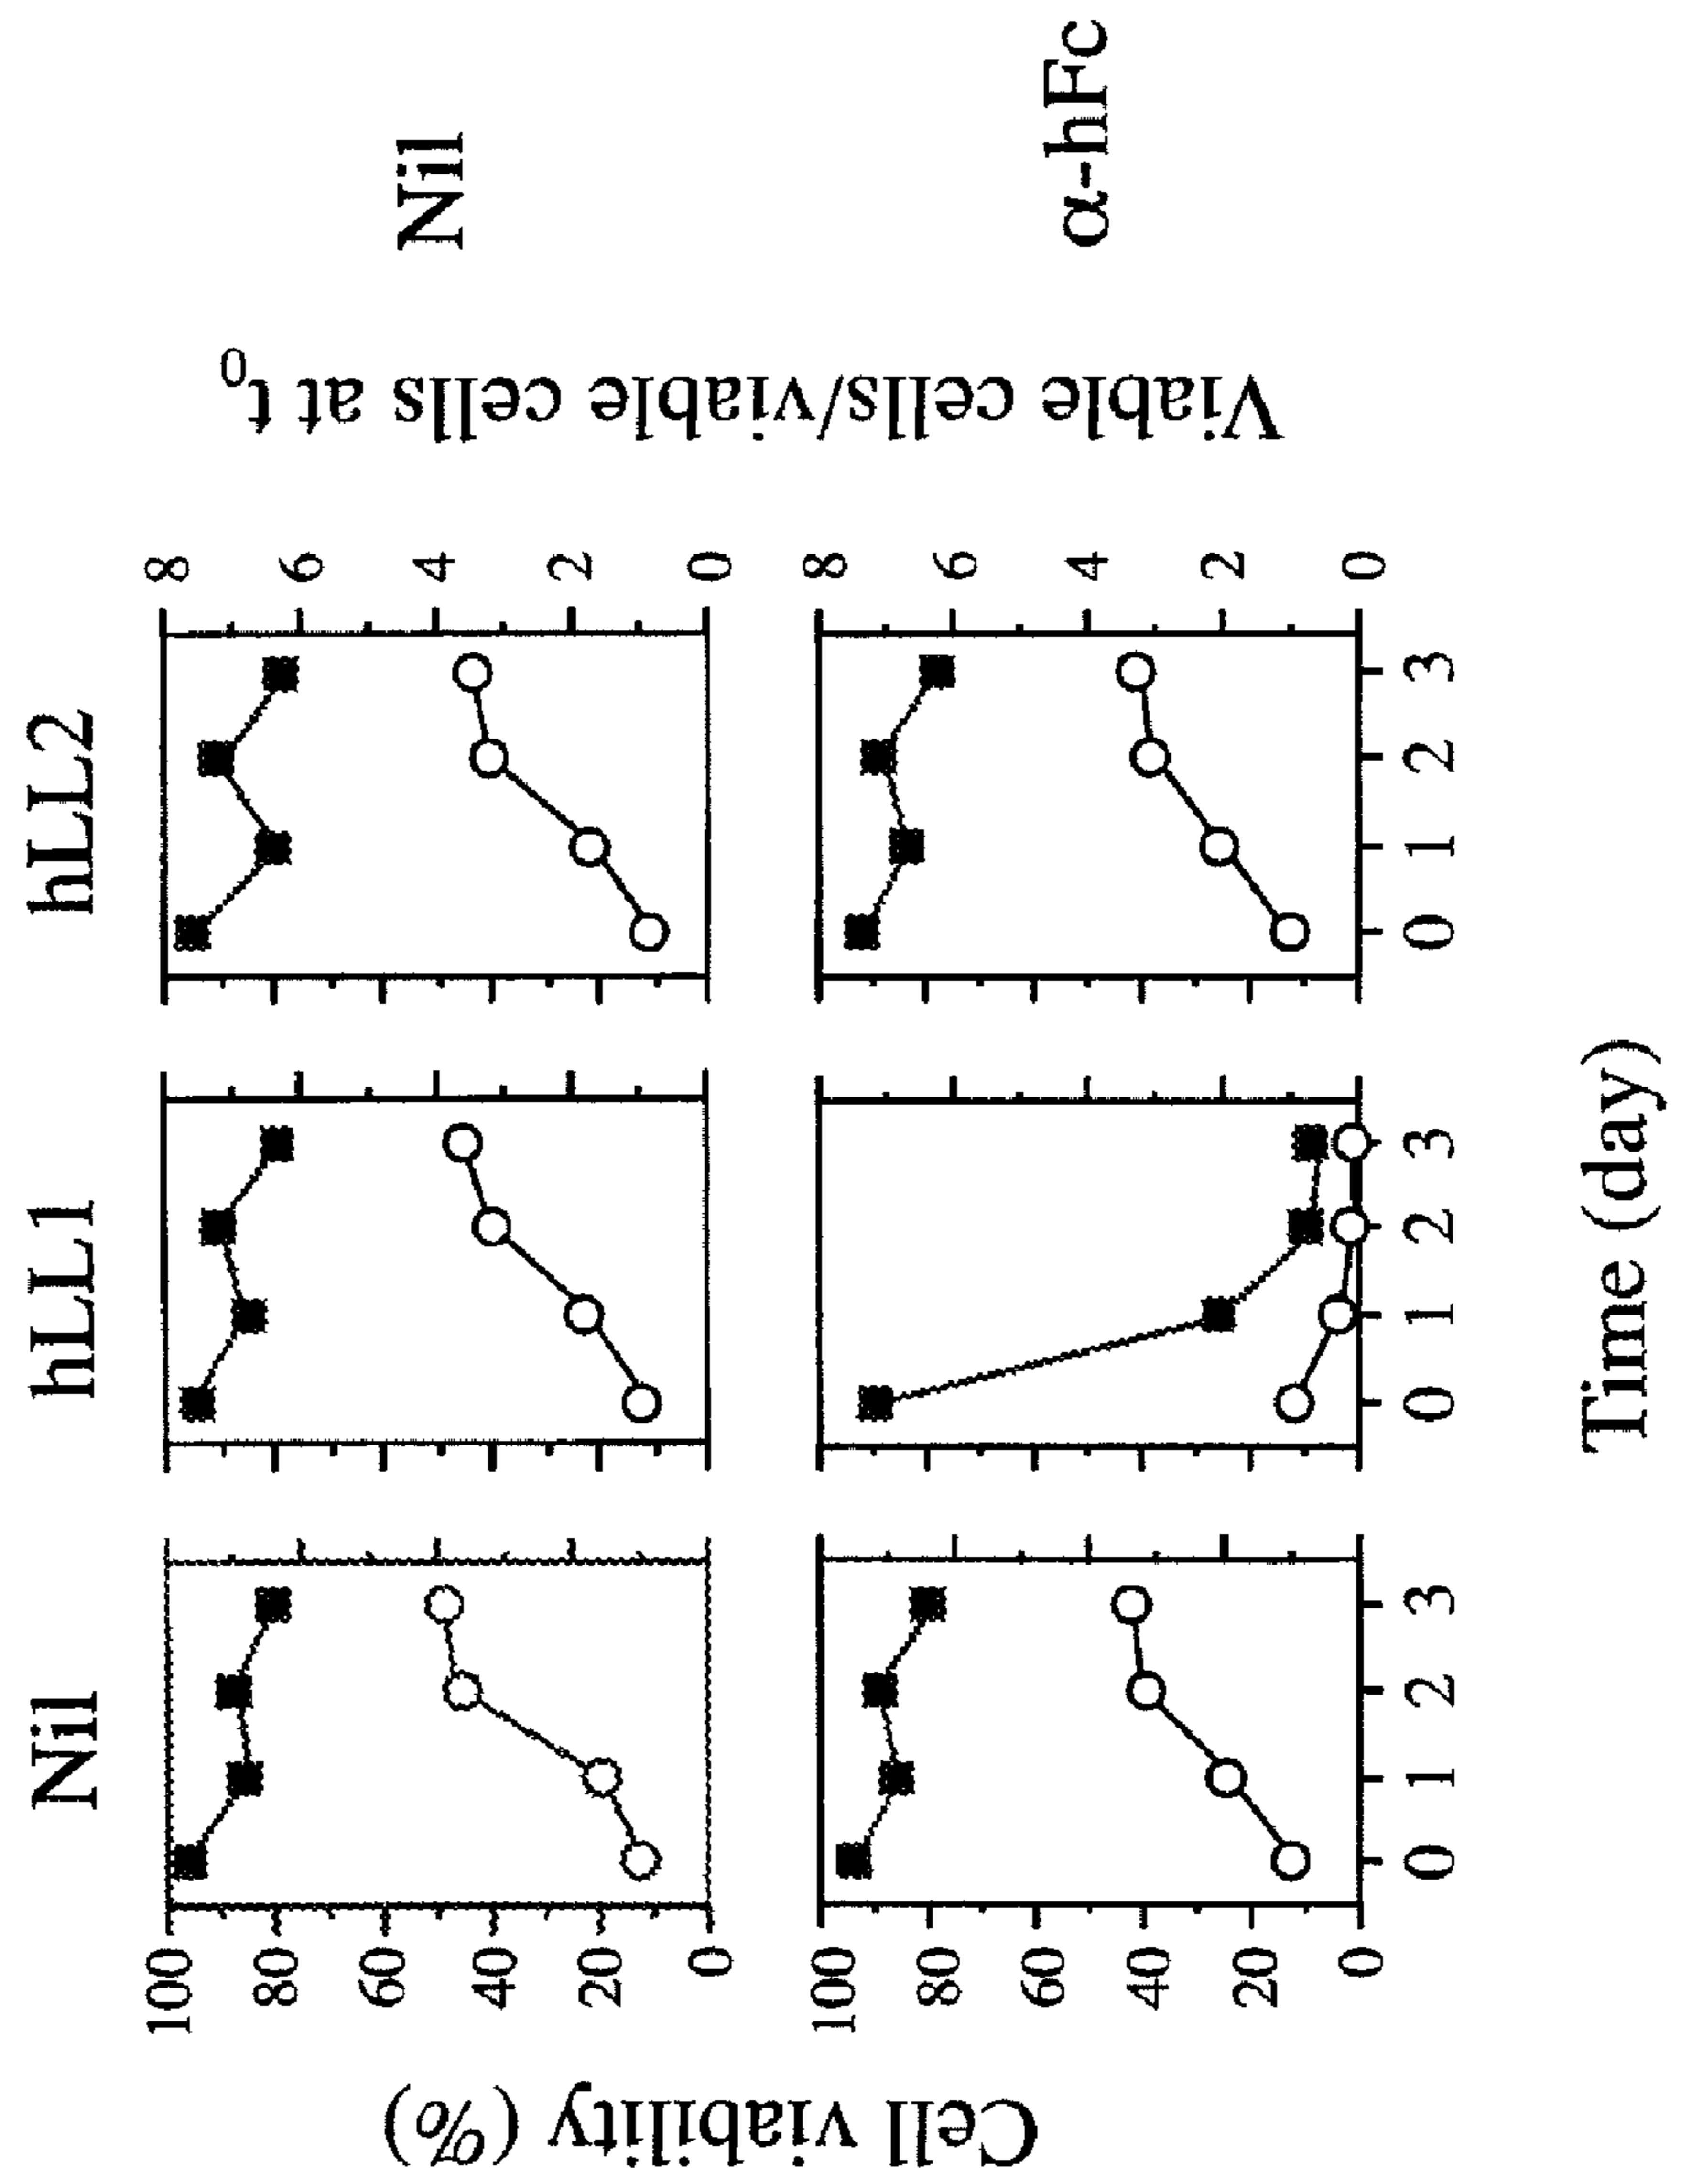 Nil
hLL1
hLL2
100
80
60
40
20
0
Cell viability (%)
8
6
4
2
0
Viable cells/viable cells at t₀
Nil
100
80
60
40
20
0
8
6
4
2
0
α-hFc
0 1 2 3
0 1 2 3
0 1 2 3
Time (day)